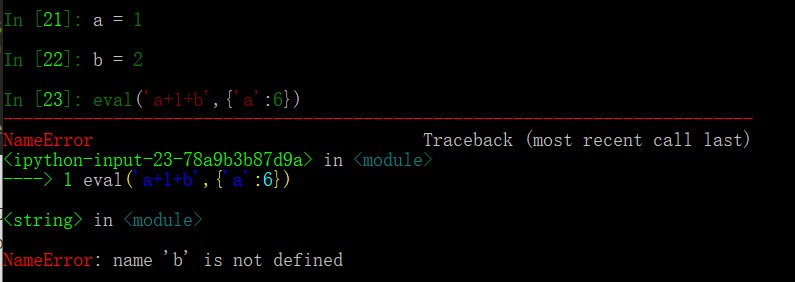 In [21]: a = 1
In [22]: b = 2
In [23]: eval('a+1+b',{'a':6})
---------------------------------------------------------------------------
NameError                                 Traceback (most recent call last)
<ipython-input-23-78a9b3b87d9a> in <module>
----> 1 eval('a+1+b',{'a':6})
<string> in <module>
NameError: name 'b' is not defined